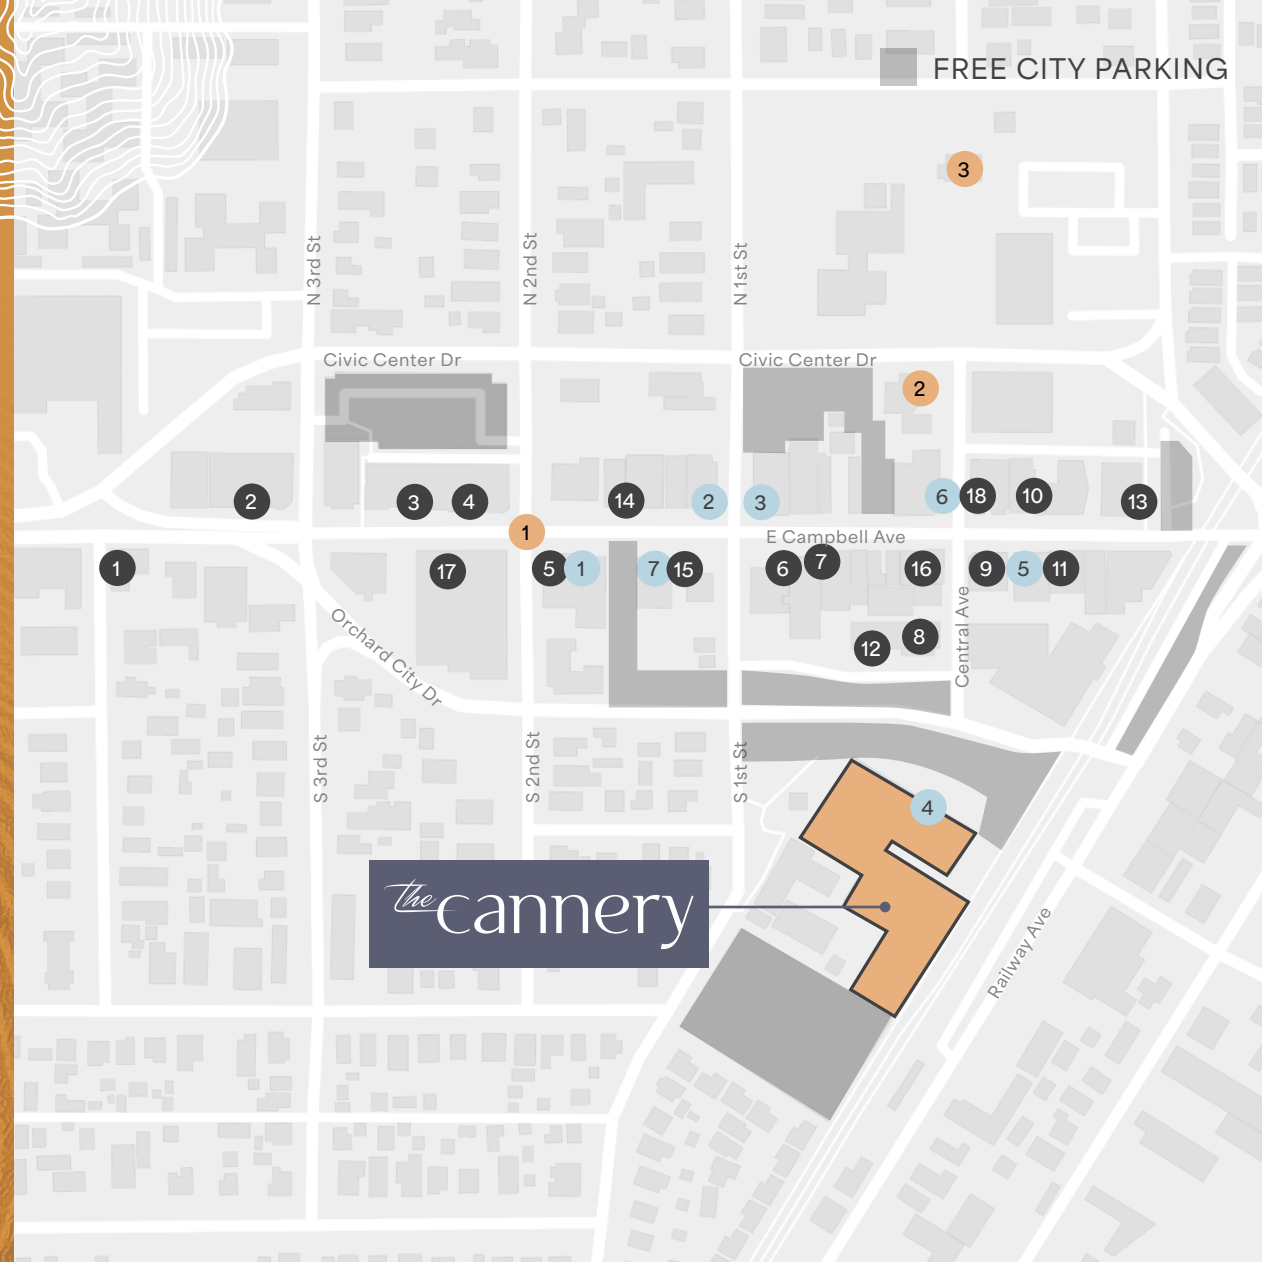 FREE CITY PARKING
3
N 3rd St
N 2nd St
N 1st St
Civic Center Dr
Civic Center Dr
2
2
3
4
14
2
3
6
18
10
13
1
E Campbell Ave
1
17
5
1
7
15
6
7
16
9
5
11
Orchard City Dr
12
8
Central Ave
S 3rd St
S 2nd St
S 1st St
4
the cannery
Railway Ave